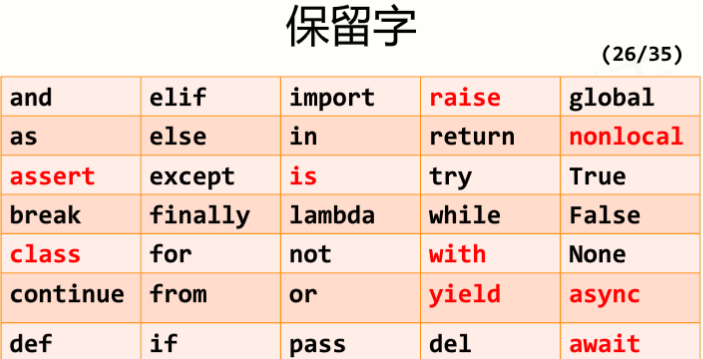 保留字
(26/35)
and elif import raise global
as else in return nonlocal
assert except is try True
break finally lambda while False
class for not with None
continue from or yield async
def if pass del await